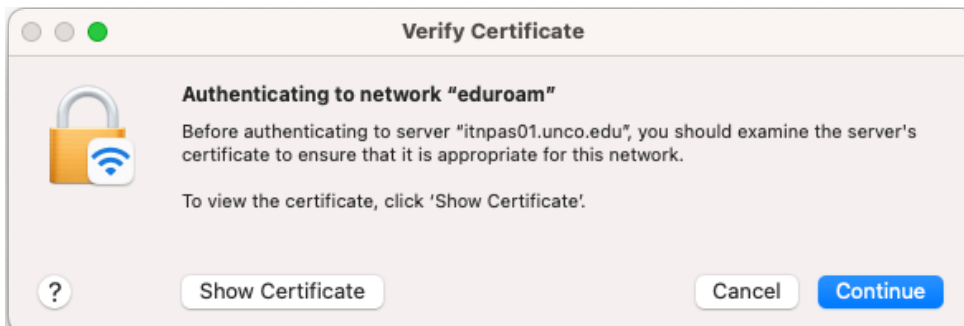 Verify Certificate
Authenticating to network “eduroam”
Before authenticating to server “itnpas01.unco.edu”, you should examine the server's
certificate to ensure that it is appropriate for this network.
To view the certificate, click ‘Show Certificate’.
?
Show Certificate
Cancel
Continue